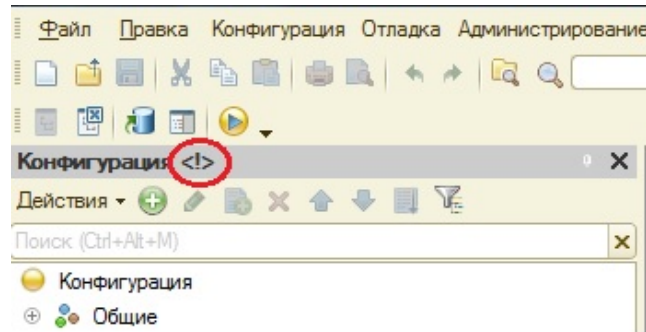 Файл Правка Конфигурация Отладка Администрирование
Конфигурация <!>
Действия
Поиск (Ctrl+Alt+M)
Конфигурация
Общие